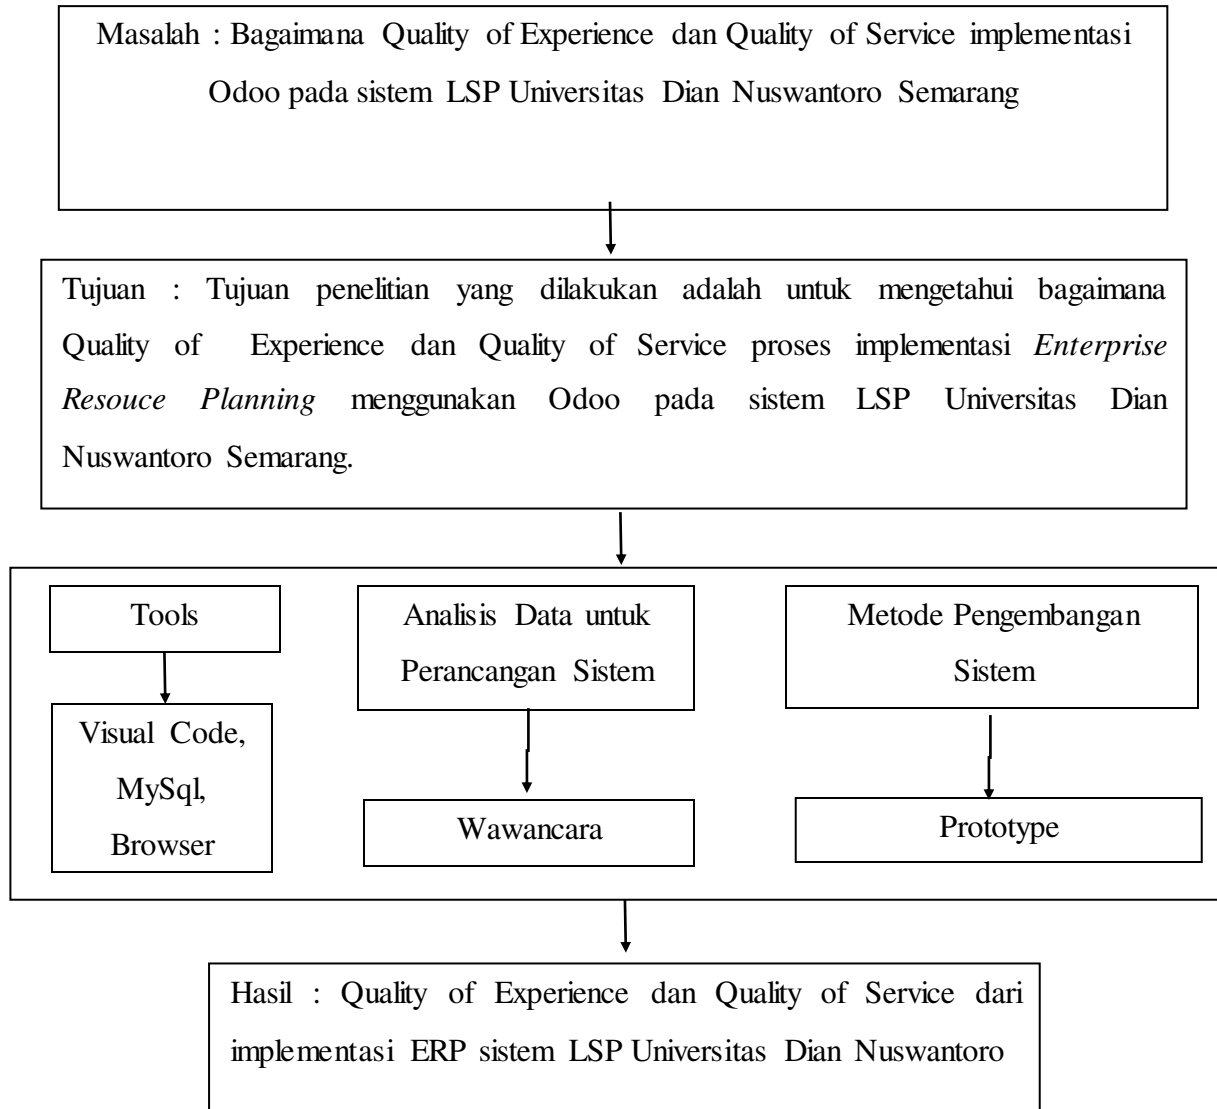 Masalah : Bagaimana Quality of Experience dan Quality of Service implementasi
Odoo pada sistem LSP Universitas Dian Nuswantoro Semarang
Tujuan : Tujuan penelitian yang dilakukan adalah untuk mengetahui bagaimana
Quality of Experience dan Quality of Service proses implementasi Enterprise
Resouce Planning menggunakan Odoo pada sistem LSP Universitas Dian
Nuswantoro Semarang.
Tools
Visual Code,
MySql,
Browser
Analisis Data untuk
Perancangan Sistem
Wawancara
Metode Pengembangan
Sistem
Prototype
Hasil : Quality of Experience dan Quality of Service dari
implementasi ERP sistem LSP Universitas Dian Nuswantoro